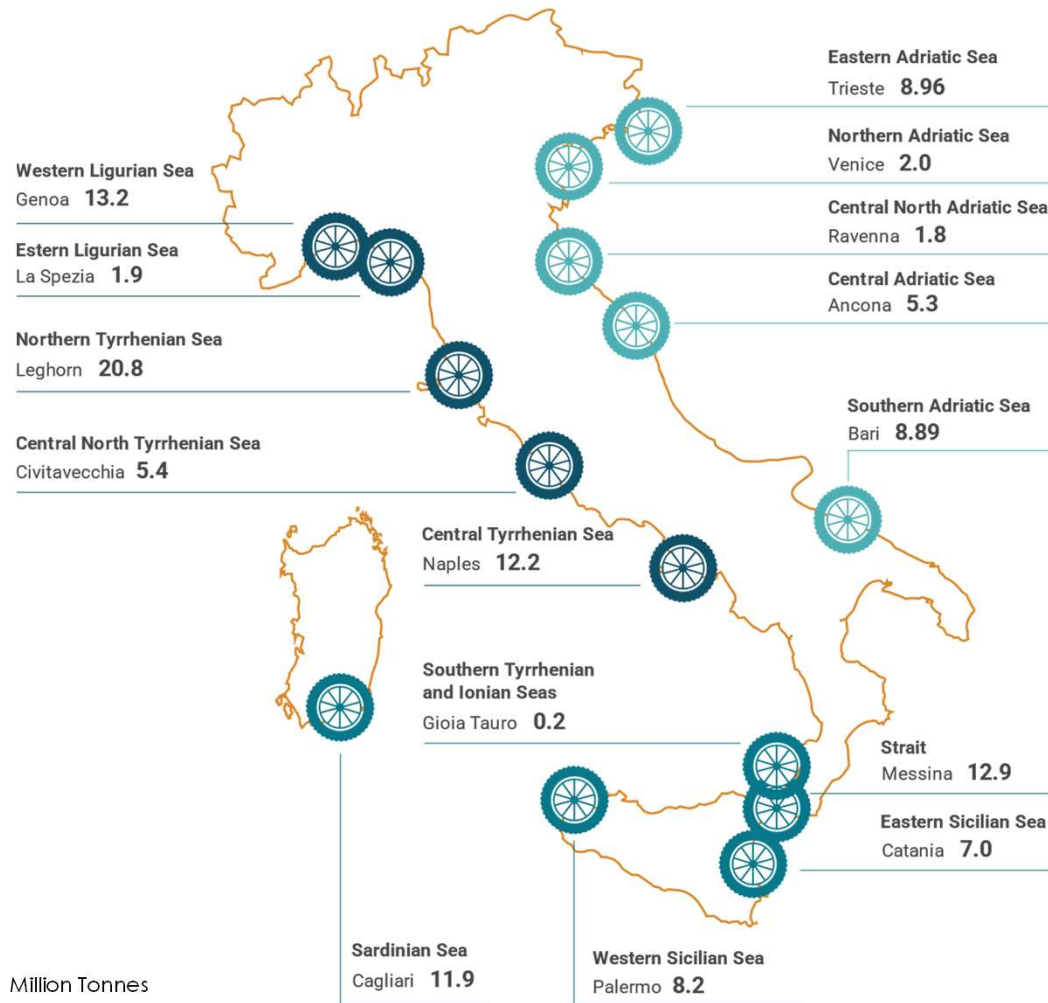 Eastern Adriatic Sea
Trieste 8.96
Northern Adriatic Sea
Venice 2.0
Western Ligurian Sea
Genoa 13.2
Central North Adriatic Sea
Ravenna 1.8
Estern Ligurian Sea
La Spezia 1.9
Central Adriatic Sea
Ancona 5.3
Northern Tyrrhenian Sea
Leghorn 20.8
Southern Adriatic Sea
Bari 8.89
Central North Tyrrhenian Sea
Civitavecchia 5.4
Central Tyrrhenian Sea
Naples 12.2
Southern Tyrrhenian
and Ionian Seas
Gioia Tauro 0.2
Strait
Messina 12.9
Eastern Sicilian Sea
Catania 7.0
Sardinian Sea
Cagliari 11.9
Western Sicilian Sea
Palermo 8.2
Million Tonnes